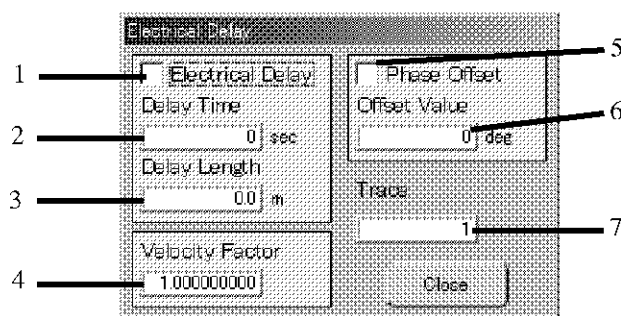 Electrical Delay
1
Electrical Delay
Delay Time
2
0 sec
Delay Length
3
0.0 m
Velocity Factor
4
1.000000000
5
Phase Offset
Offset Value
6
0 deg
Trace
7
1
Close